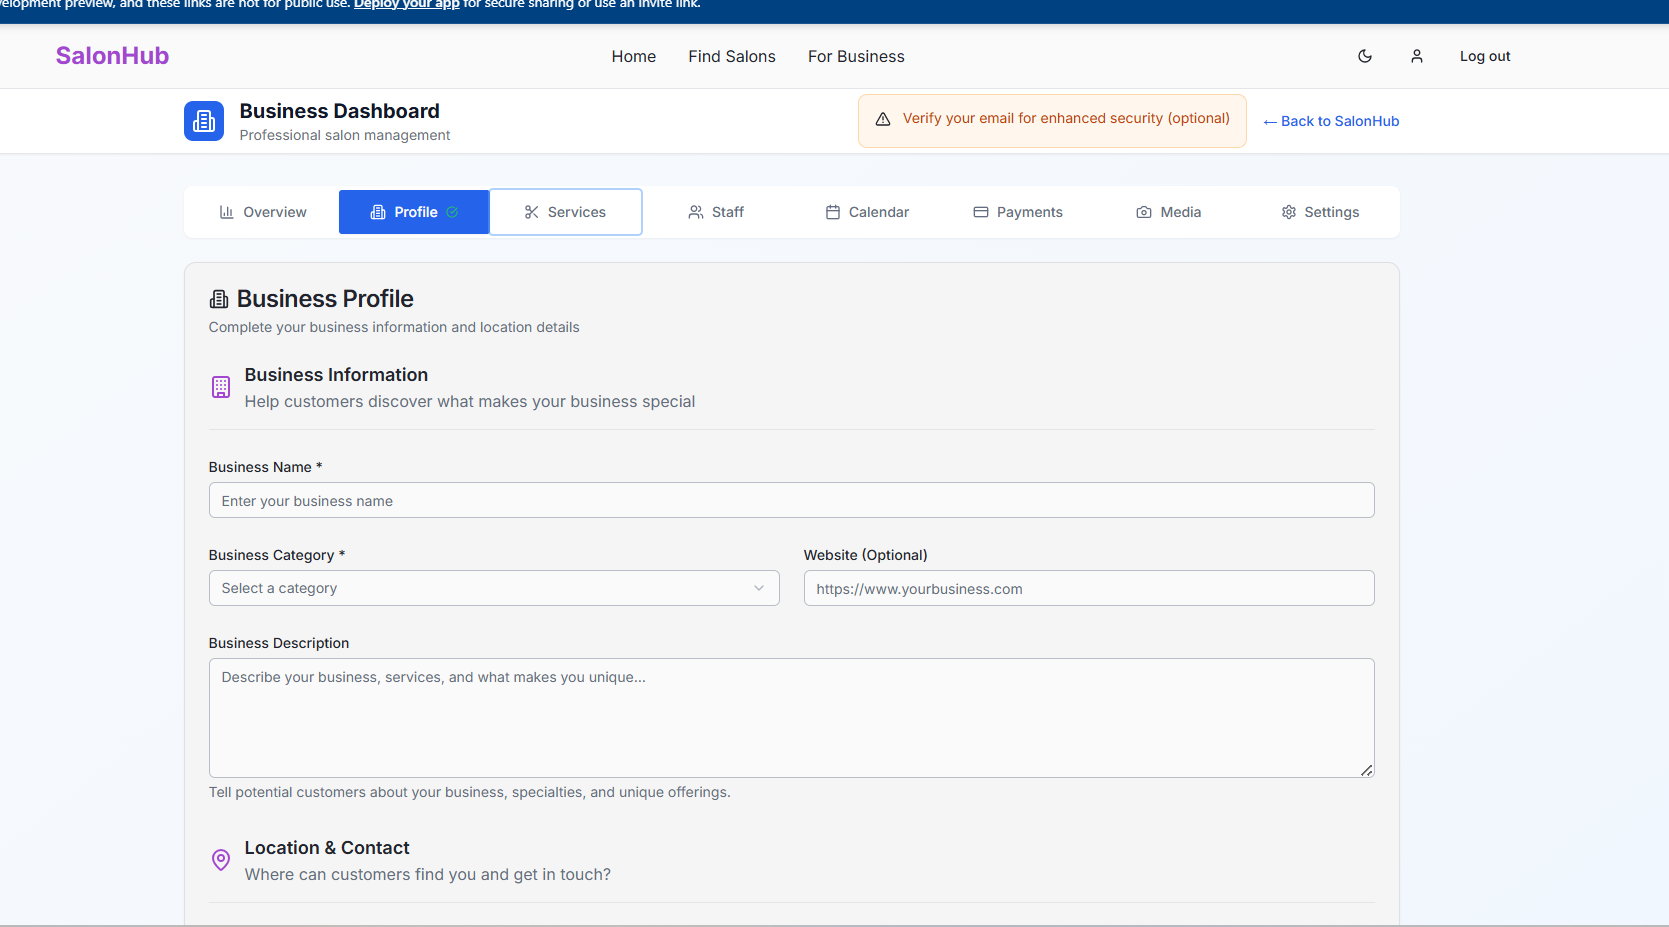 velopment preview, and these links are not for public use. Deploy your app for secure sharing or use an invite link.
SalonHub
Home
Find Salons
For Business
Log out
Business Dashboard
Professional salon management
Verify your email for enhanced security (optional)
← Back to SalonHub
Overview
Profile
Services
Staff
Calendar
Payments
Media
Settings
Business Profile
Complete your business information and location details
Business Information
Help customers discover what makes your business special
Business Name *
Enter your business name
Business Category *
Website (Optional)
Select a category
https://www.yourbusiness.com
Business Description
Describe your business, services, and what makes you unique...
Tell potential customers about your business, specialties, and unique offerings.
Location & Contact
Where can customers find you and get in touch?